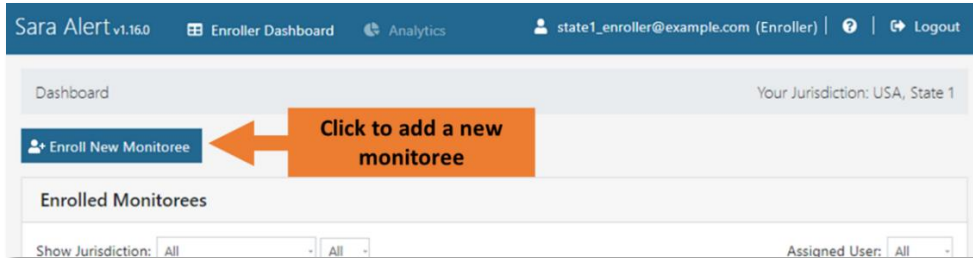 Sara Alert v1.16.0 Enroller Dashboard Analytics state1_enroller@example.com (Enroller) | ? | Logout
Dashboard Your Jurisdiction: USA, State 1
Enroll New Monitoree
Click to add a new
monitoree
Enrolled Monitorees
Show Jurisdiction: All All Assigned User: All